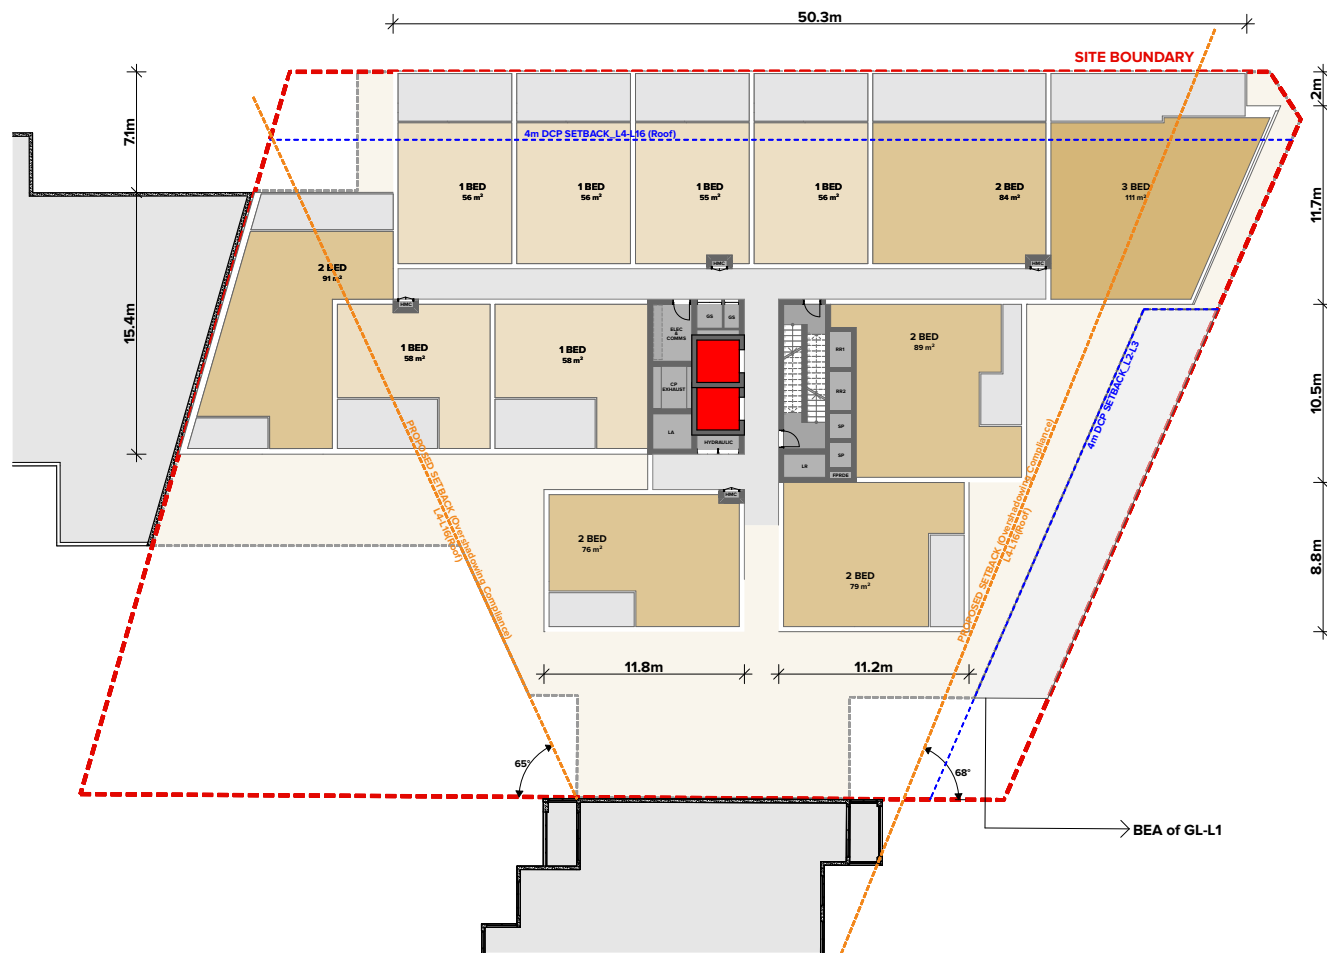 50.3m
SITE BOUNDARY
2m
7.1m
4m DCP SETBACK_L4-L16 (Roof)
1 BED
56 m²
1 BED
56 m²
1 BED
55 m²
1 BED
56 m²
2 BED
84 m²
3 BED
111 m²
11.7m
2 BED
91 m²
HMC
HMC
HMC
15.4m
1 BED
58 m²
1 BED
58 m²
ELEC
&
COMMS
GS
GS
CP
EXHAUST
LA
HYDRAULIC
RR1
RR2
SP
SP
LR
FPRDE
2 BED
89 m²
4m DCP SETBACK_L2-L3
10.5m
PROPOSED SETBACK (Overshadowing Compliance)
L4-L16(Roof)
PROPOSED SETBACK (Overshadowing Compliance)
L4-L16(Roof)
HMC
2 BED
76 m²
2 BED
79 m²
8.8m
11.8m
11.2m
65°
68°
BEA of GL-L1